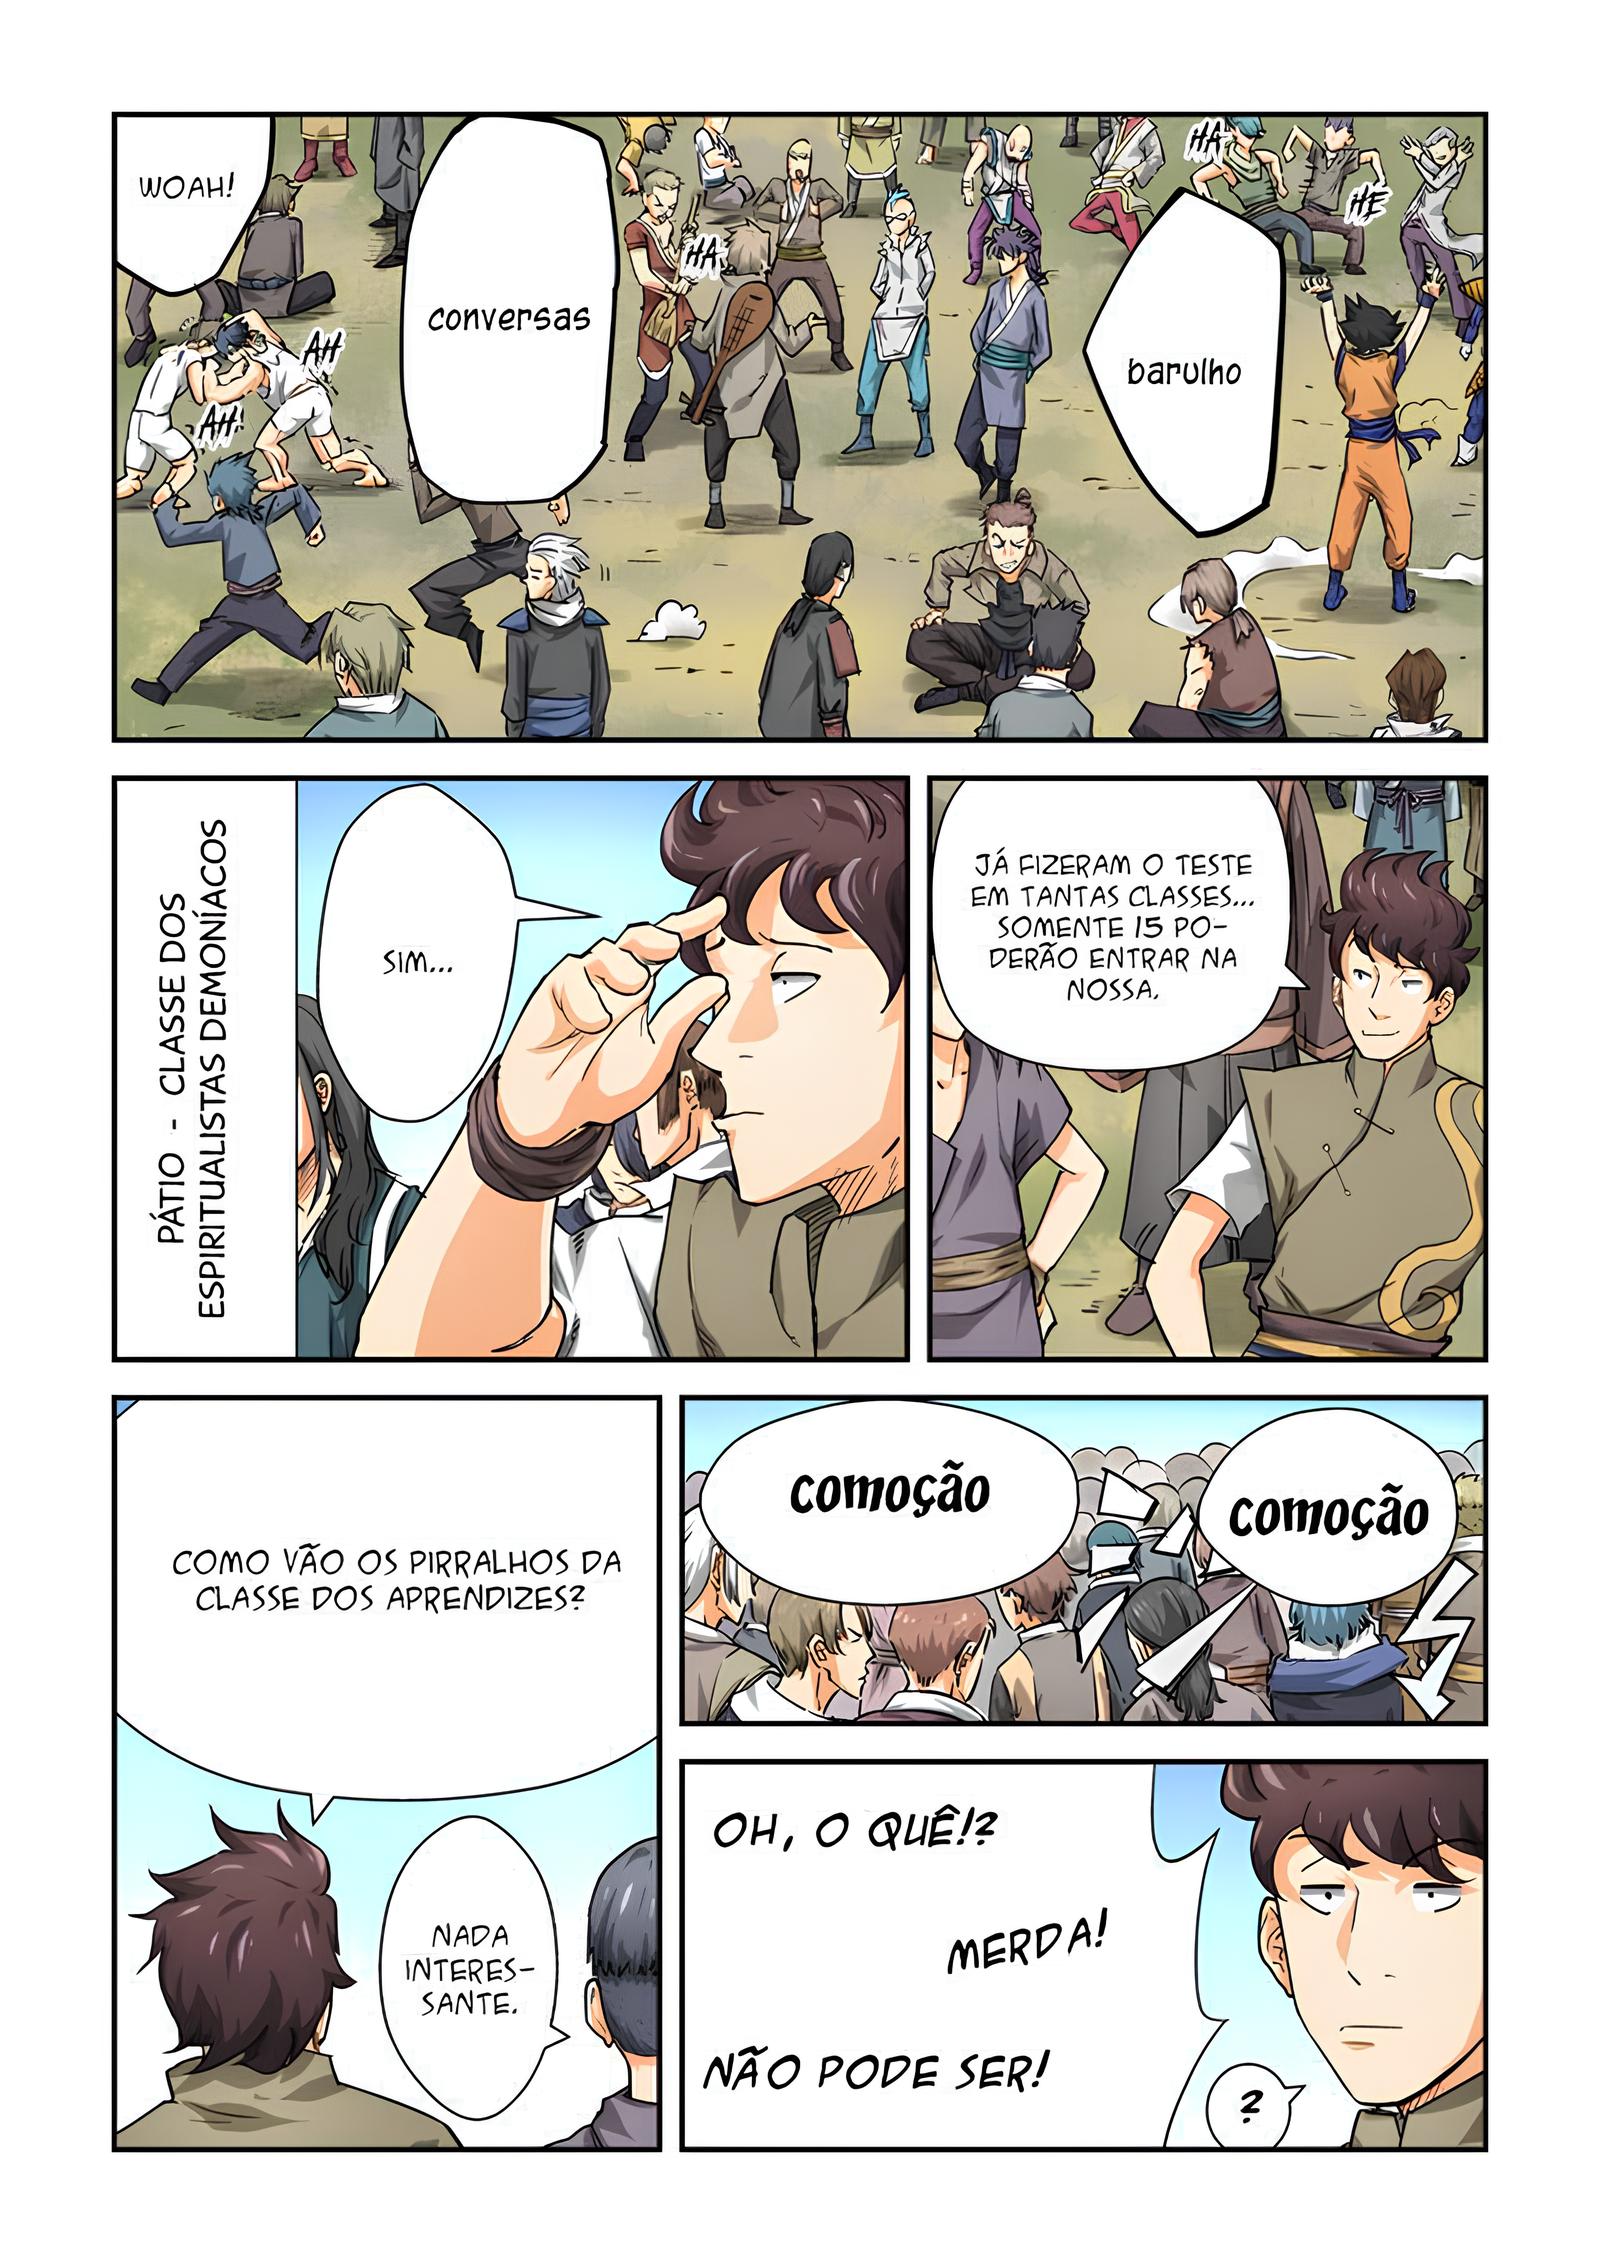 WOAH!
conversas
HA
HE
HA
barulho
AH
AH
PÁTIO - CLASSE DOS
ESPIRITUALISTAS DEMONÍACOS
SIM...
JÁ FIZERAM O TESTE
EM TANTAS CLASSES...
SOMENTE 15 PO-
DERÃO ENTRAR NA
NOSSA.
COMO VÃO OS PIRRALHOS DA
CLASSE DOS APRENDIZES?
NADA
INTERES-
SANTE.
comoção
comoção
OH, O QUÊ!?
MERDA!
NÃO PODE SER!
?